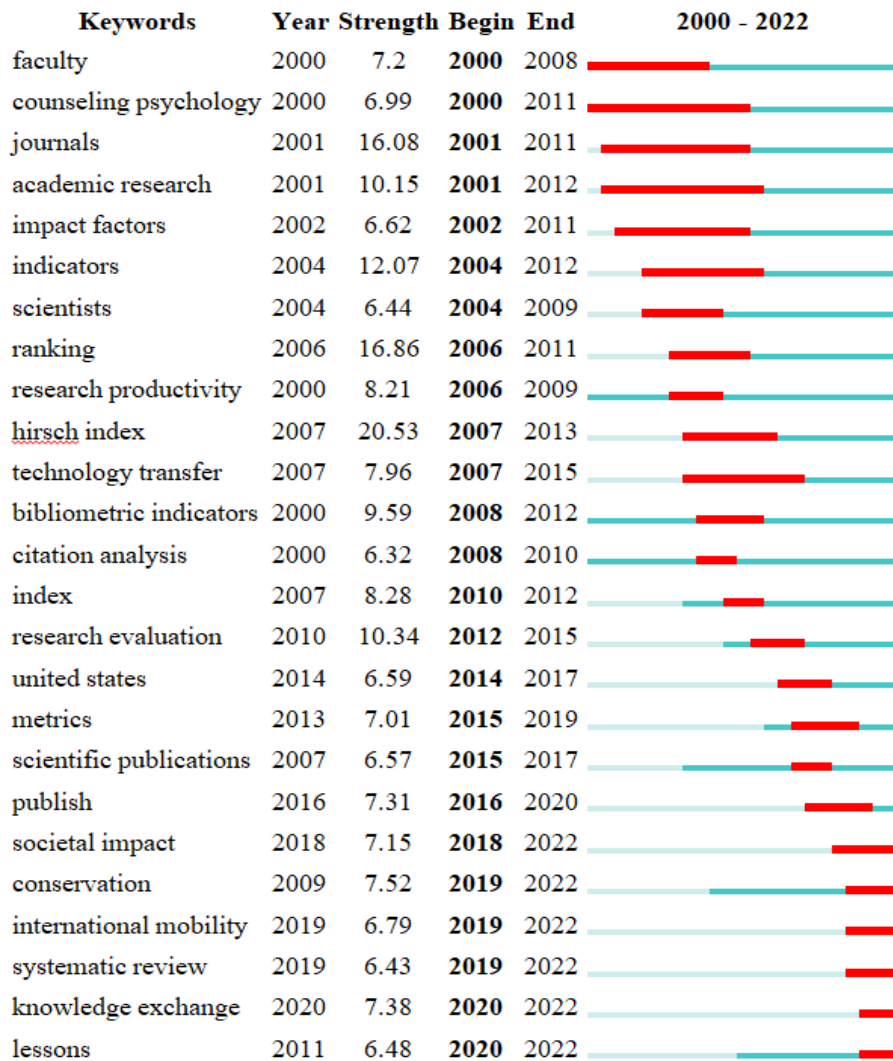 Keywords Year Strength Begin End 2000 - 2022
faculty 2000 7.2 2000 2008
counseling psychology 2000 6.99 2000 2011
journals 2001 16.08 2001 2011
academic research 2001 10.15 2001 2012
impact factors 2002 6.62 2002 2011
indicators 2004 12.07 2004 2012
scientists 2004 6.44 2004 2009
ranking 2006 16.86 2006 2011
research productivity 2000 8.21 2006 2009
hirsch index 2007 20.53 2007 2013
technology transfer 2007 7.96 2007 2015
bibliometric indicators 2000 9.59 2008 2012
citation analysis 2000 6.32 2008 2010
index 2007 8.28 2010 2012
research evaluation 2010 10.34 2012 2015
united states 2014 6.59 2014 2017
metrics 2013 7.01 2015 2019
scientific publications 2007 6.57 2015 2017
publish 2016 7.31 2016 2020
societal impact 2018 7.15 2018 2022
conservation 2009 7.52 2019 2022
international mobility 2019 6.79 2019 2022
systematic review 2019 6.43 2019 2022
knowledge exchange 2020 7.38 2020 2022
lessons 2011 6.48 2020 2022